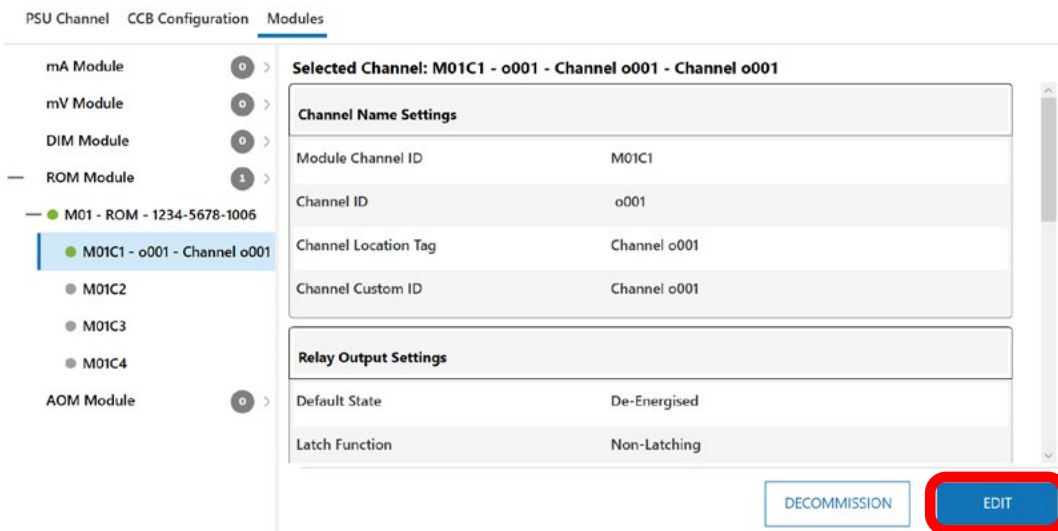 PSU Channel CCB Configuration Modules
mA Module 0
mV Module 0
DIM Module 0
ROM Module 1
M01 - ROM - 1234-5678-1006
M01C1 - o001 - Channel o001
M01C2
M01C3
M01C4
AOM Module 0
Selected Channel: M01C1 - o001 - Channel o001 - Channel o001
Channel Name Settings
Module Channel ID M01C1
Channel ID o001
Channel Location Tag Channel o001
Channel Custom ID Channel o001
Relay Output Settings
Default State De-Energised
Latch Function Non-Latching
DECOMMISSION EDIT